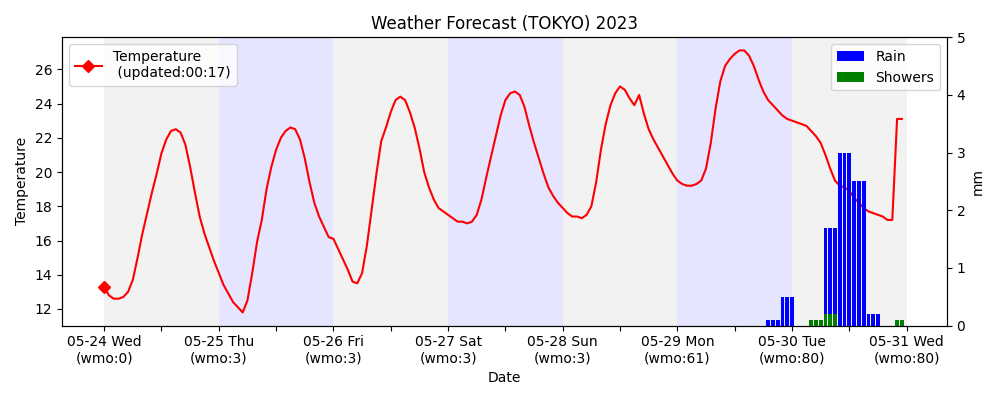 Weather Forecast (TOKYO) 2023
Temperature
(updated:00:17)
Rain
Showers
Temperature
26
24
22
20
18
16
14
12
5
4
3
2
1
0
mm
05-24 Wed
(wmo:0)
05-25 Thu
(wmo:3)
05-26 Fri
(wmo:3)
05-27 Sat
(wmo:3)
05-28 Sun
(wmo:3)
05-29 Mon
(wmo:61)
05-30 Tue
(wmo:80)
05-31 Wed
(wmo:80)
Date